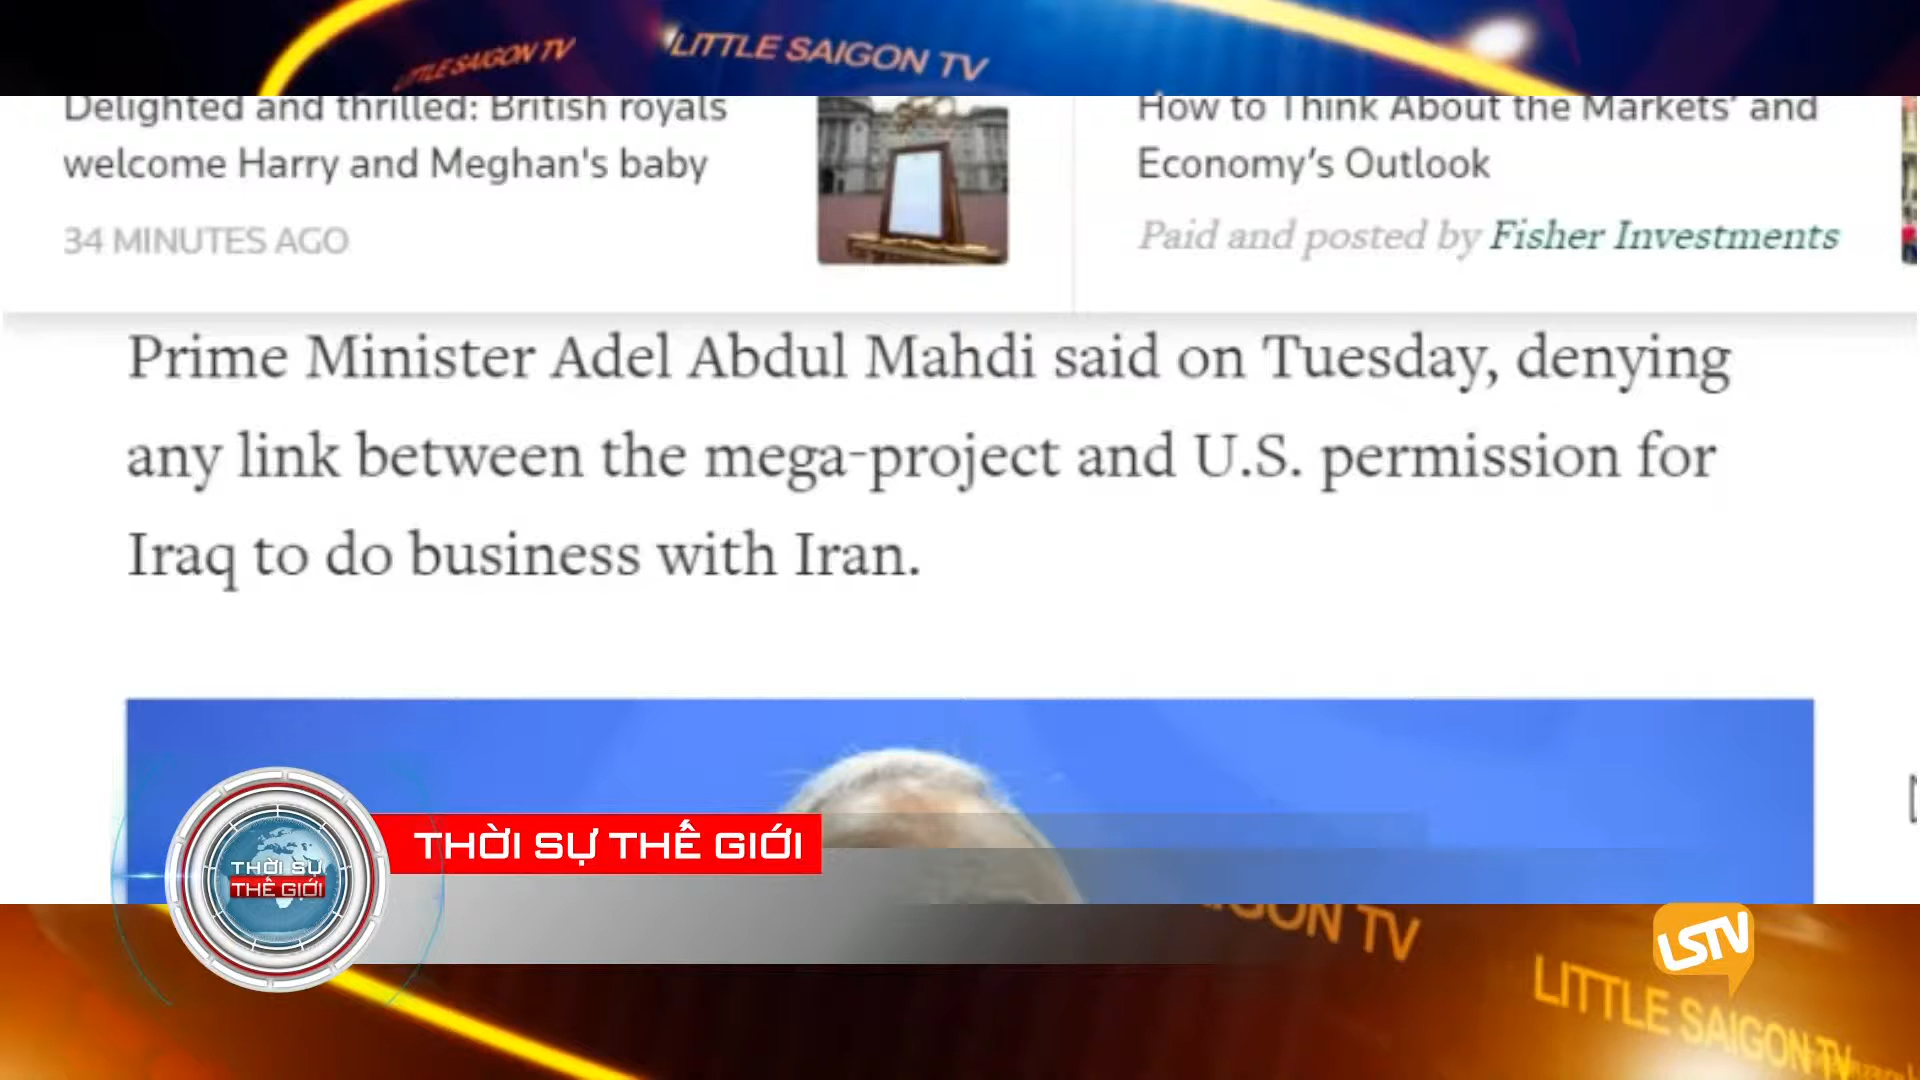 LITTLE SAIGON TV
LITTLE SAIGON TV
Delighted and thrilled: British royals
welcome Harry and Meghan's baby
34 MINUTES AGO
How to Think About the Markets' and
Economy's Outlook
Paid and posted by Fisher Investments
Prime Minister Adel Abdul Mahdi said on Tuesday, denying
any link between the mega-project and U.S. permission for
Iraq to do business with Iran.
THỜI SỰ THẾ GIỚI
THỜI SỰ
THẾ GIỚI
TV
LSTV
LITTLE SAIGON TV